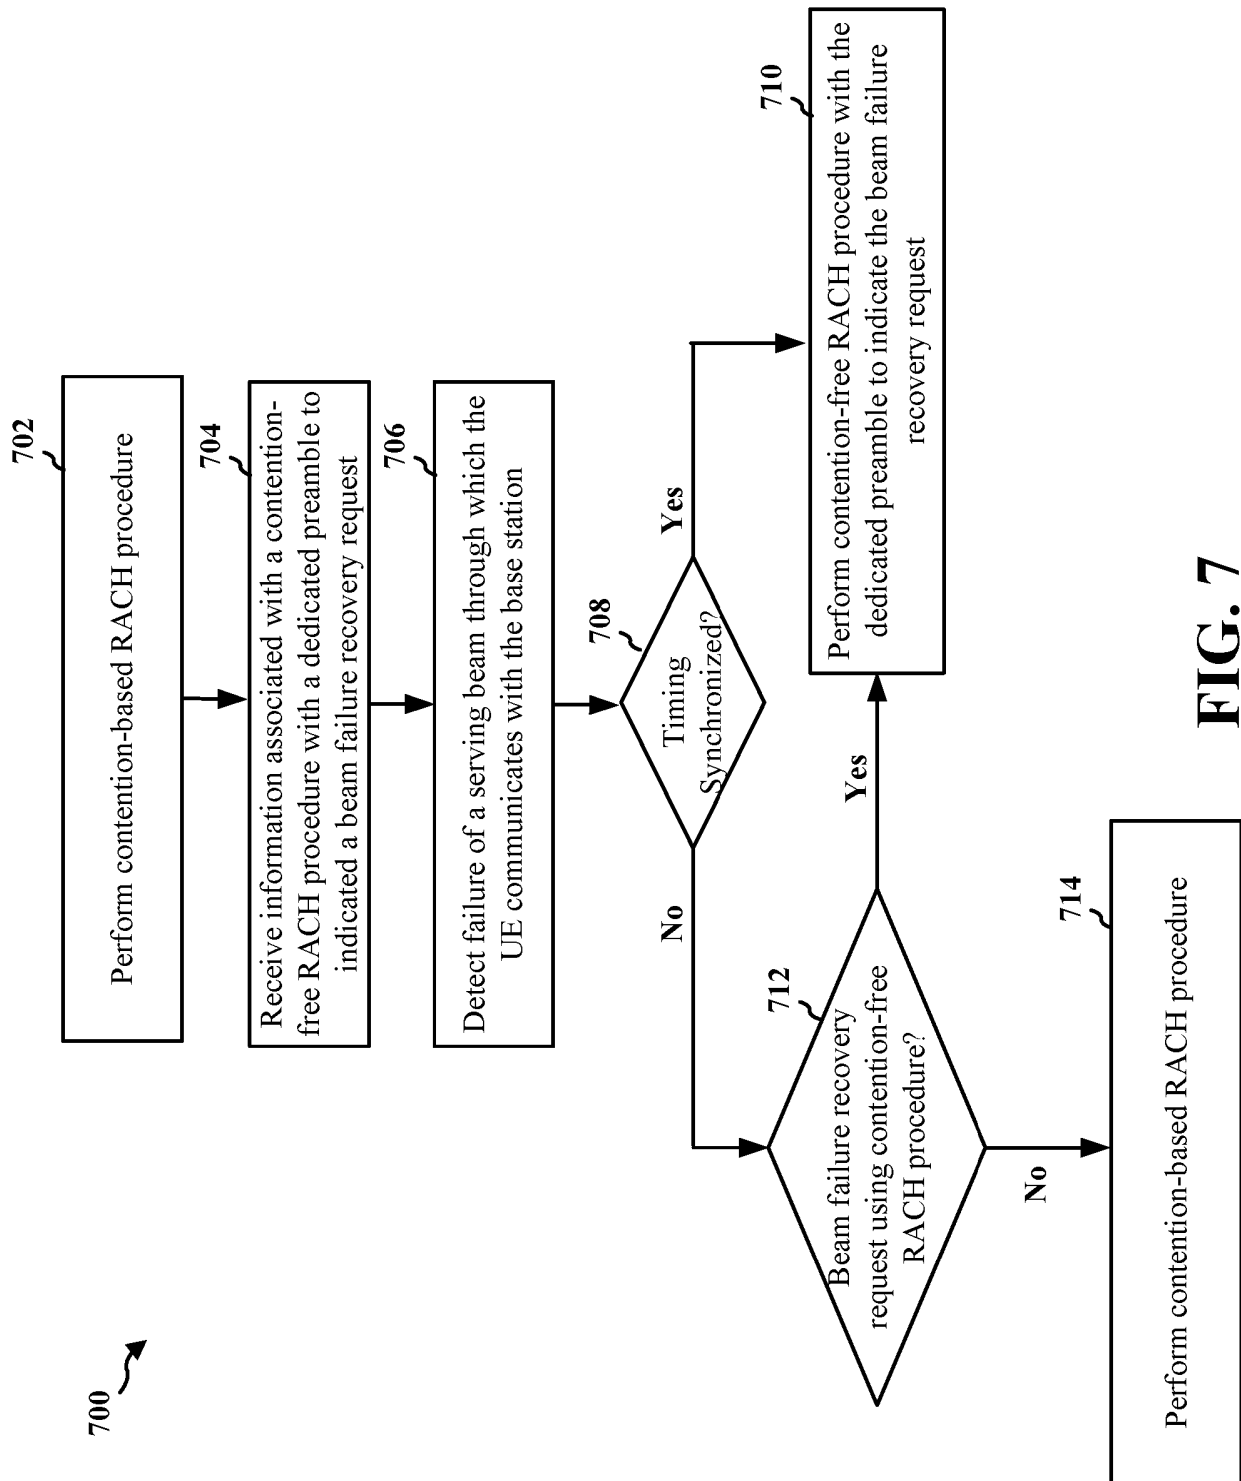 700
702
Perform contention-based RACH procedure
704
Receive information associated with a contention-
free RACH procedure with a dedicated preamble to
indicated a beam failure recovery request
706
Detect failure of a serving beam through which the
UE communicates with the base station
708
Timing
Synchronized?
No
Yes
710
Perform contention-free RACH procedure with the
dedicated preamble to indicate the beam failure
recovery request
712
Beam failure recovery
request using contention-free
RACH procedure?
Yes
No
714
Perform contention-based RACH procedure
FIG. 7